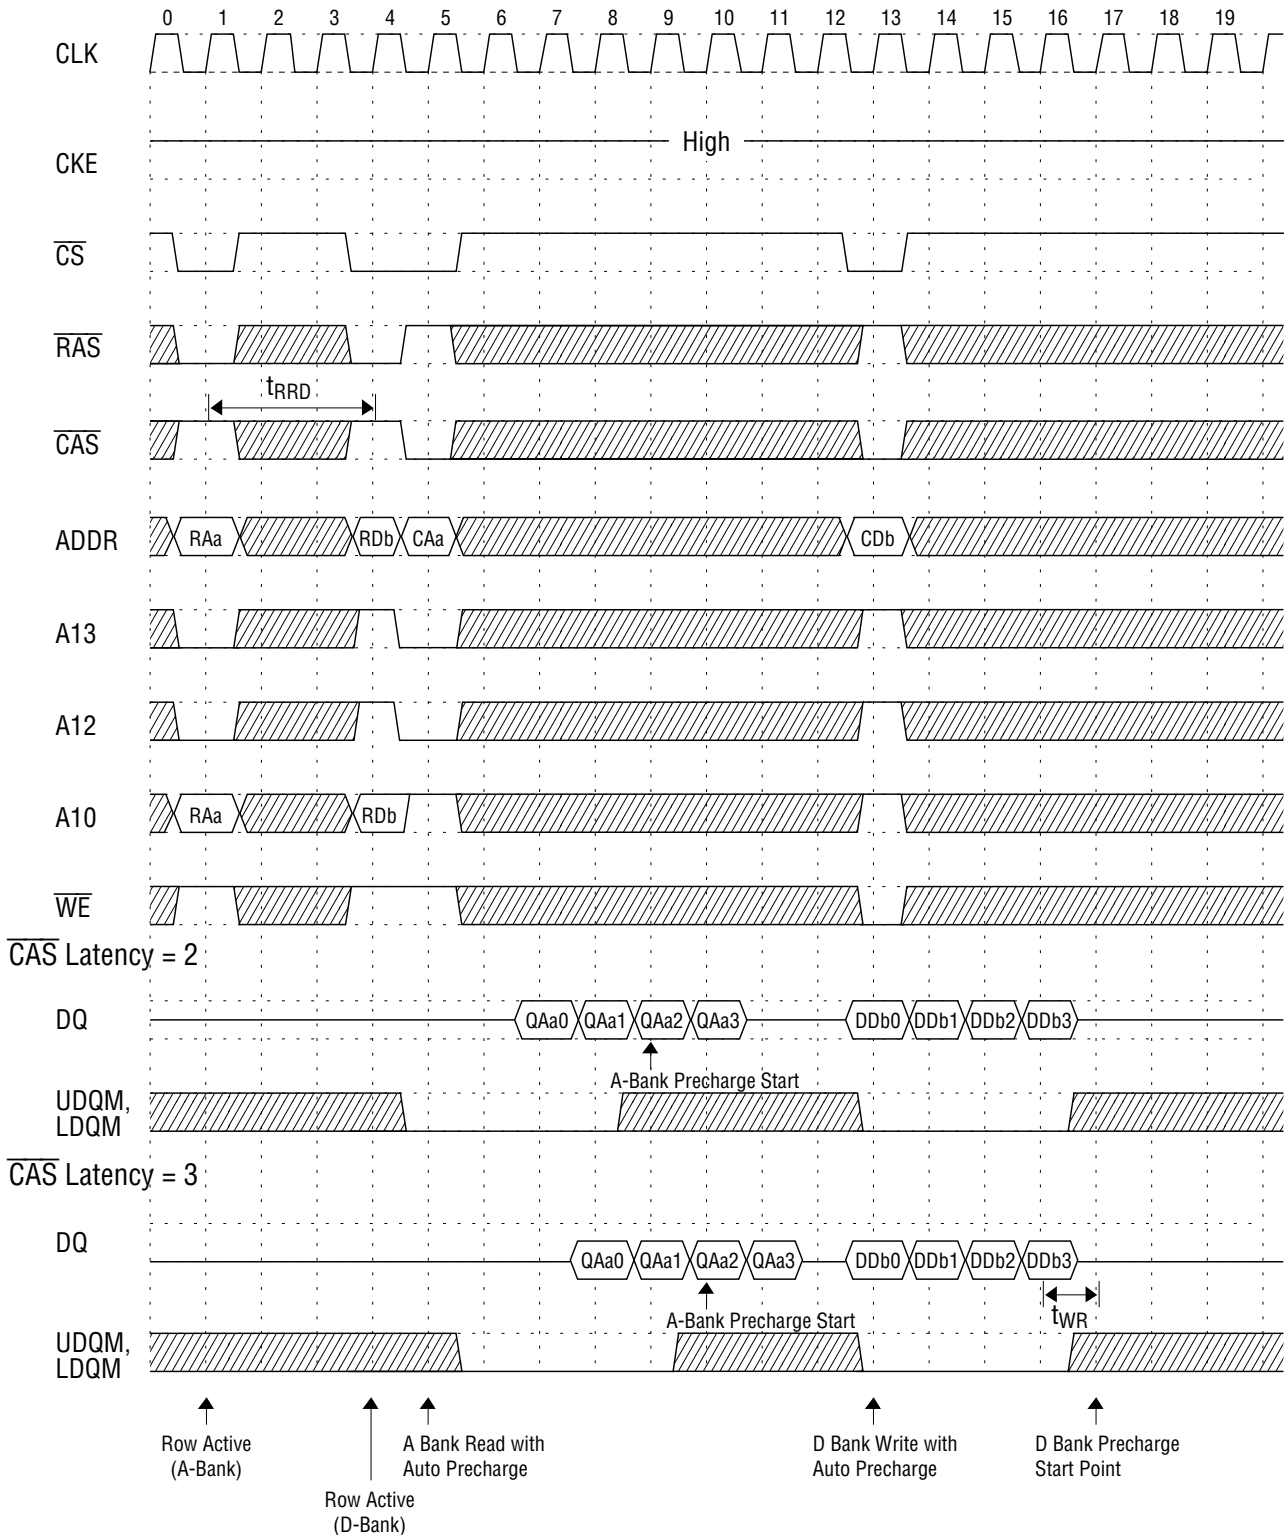 0 1 2 3 4 5 6 7 8 9 10 11 12 13 14 15 16 17 18 19
CLK
High
CKE
CS
RAS
tRRD
CAS
ADDR RAa RDb CAa CDb
A13
A12
A10 RAa RDb
WE
CAS Latency = 2
DQ QAa0 QAa1 QAa2 QAa3 DDb0 DDb1 DDb2 DDb3
A-Bank Precharge Start
UDQM,
LDQM
CAS Latency = 3
DQ QAa0 QAa1 QAa2 QAa3 DDb0 DDb1 DDb2 DDb3
A-Bank Precharge Start tWR
UDQM,
LDQM
Row Active
(A-Bank)
Row Active
(D-Bank)
A Bank Read with
Auto Precharge
D Bank Write with
Auto Precharge
D Bank Precharge
Start Point